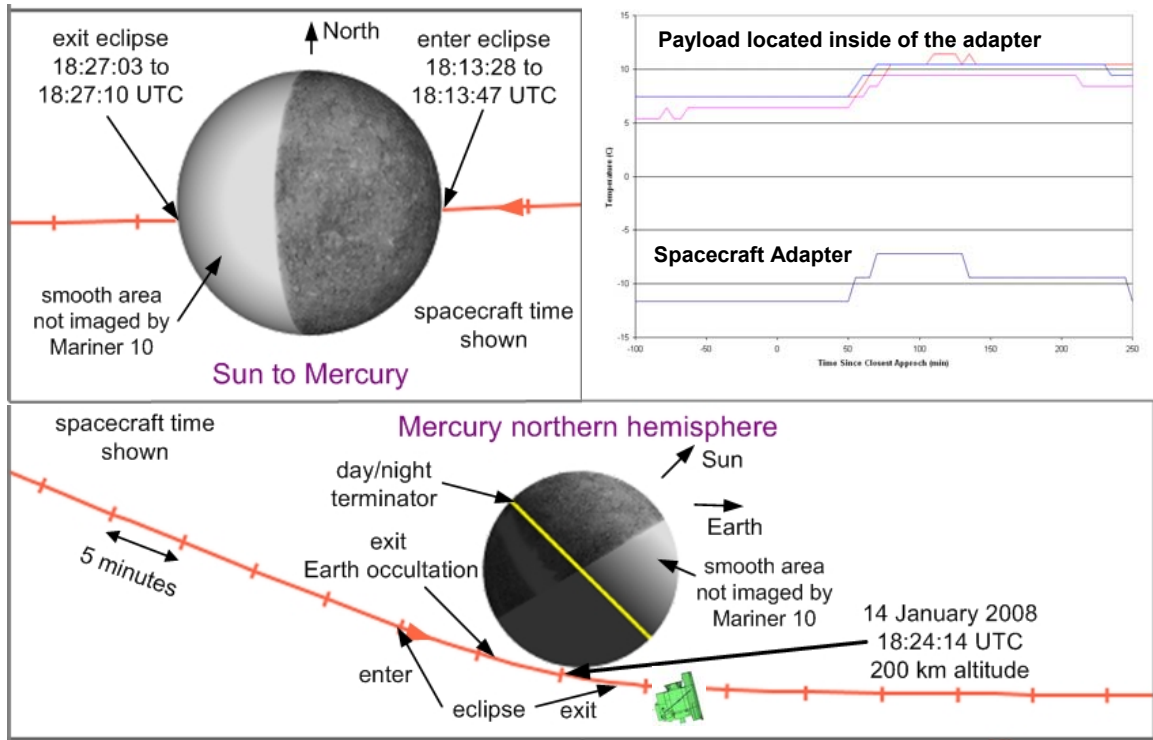 exit eclipse
18:27:03 to
18:27:10 UTC
North
enter eclipse
18:13:28 to
18:13:47 UTC
smooth area
not imaged by
Mariner 10
spacecraft time
shown
Sun to Mercury
Payload located inside of the adapter
Spacecraft Adapter
Temperature (C)
15
10
5
0
-5
-10
-15
-100
-50
0
50
100
150
200
250
Time Since Closest Approch (min)
spacecraft time
shown
Mercury northern hemisphere
day/night
terminator
Sun
Earth
5 minutes
exit
Earth occultation
smooth area
not imaged by
Mariner 10
14 January 2008
18:24:14 UTC
200 km altitude
enter
eclipse
exit